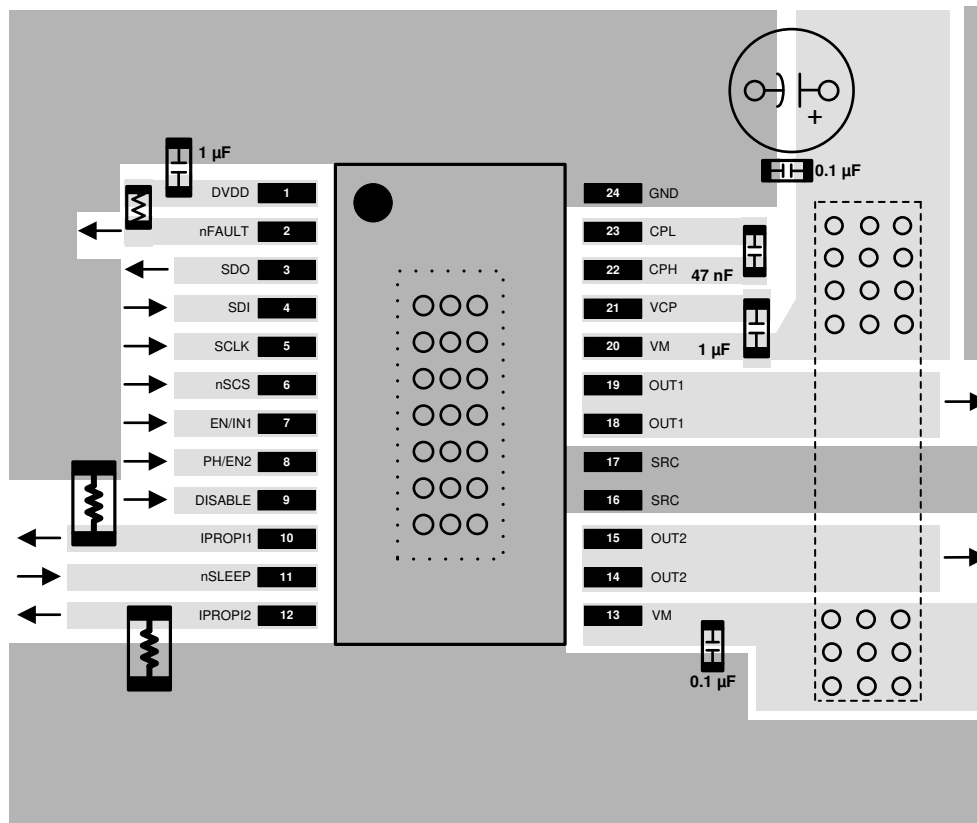 +
1 µF
0.1 µF
DVDD 1
24 GND
nFAULT 2
23 CPL
SDO 3
22 CPH 47 nF
SDI 4
21 VCP
SCLK 5
20 VM 1 µF
nSCS 6
19 OUT1
EN/IN1 7
18 OUT1
PH/EN2 8
17 SRC
DISABLE 9
16 SRC
IPROPI1 10
15 OUT2
nSLEEP 11
14 OUT2
IPROPI2 12
13 VM
0.1 µF